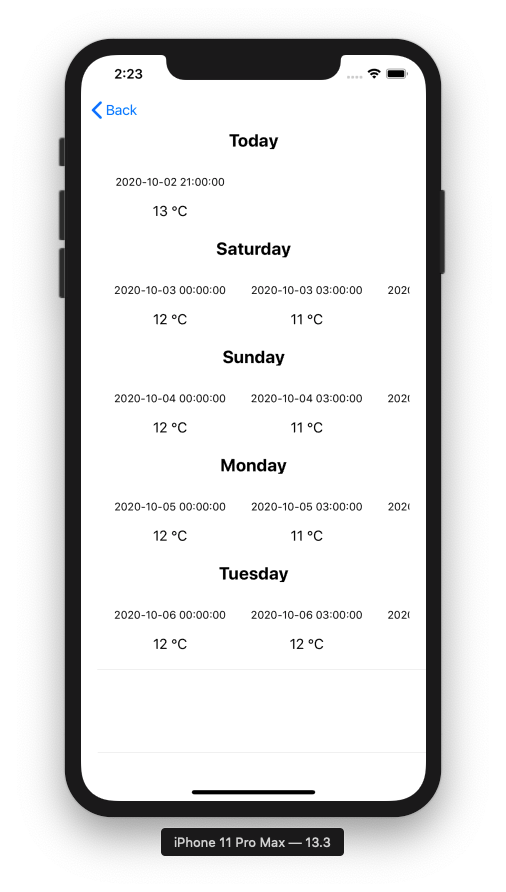 2:23
Back
Today
2020-10-02 21:00:00
13 °C
Saturday
2020-10-03 00:00:00 2020-10-03 03:00:00 202
12 °C 11 °C
Sunday
2020-10-04 00:00:00 2020-10-04 03:00:00 202
12 °C 11 °C
Monday
2020-10-05 00:00:00 2020-10-05 03:00:00 202
12 °C 11 °C
Tuesday
2020-10-06 00:00:00 2020-10-06 03:00:00 202
12 °C 12 °C
iPhone 11 Pro Max — 13.3